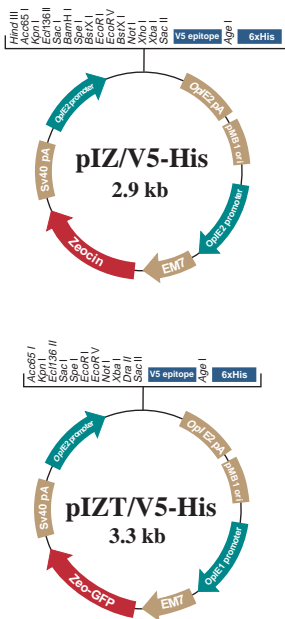 Hind III
Acc65 I
Kpn I
Ecl136 II
Sac I
BamH I
Spe I
BstX I
EcoR I
BstX I
EcoR V
Not I
Xho I
Xba I
Sac II
V5 epitope
Age I
6xHis
OpIE2 promoter
OpIE2 pA
pMB1 ori
OpIE2 promoter
EM7
Zeocin
Sv40 pA
pIZ/V5-His
2.9 kb
Acc65 I
Kpn I
Ecl136 II
Sac I
Spe I
EcoR I
EcoR V
Not I
Xba I
Dra II
Sac II
V5 epitope
Age I
6xHis
OpIE2 promoter
OpIE2 pA
pMB1 ori
OpIE1 promoter
EM7
Zeo-GFP
Sv40 pA
pIZT/V5-His
3.3 kb